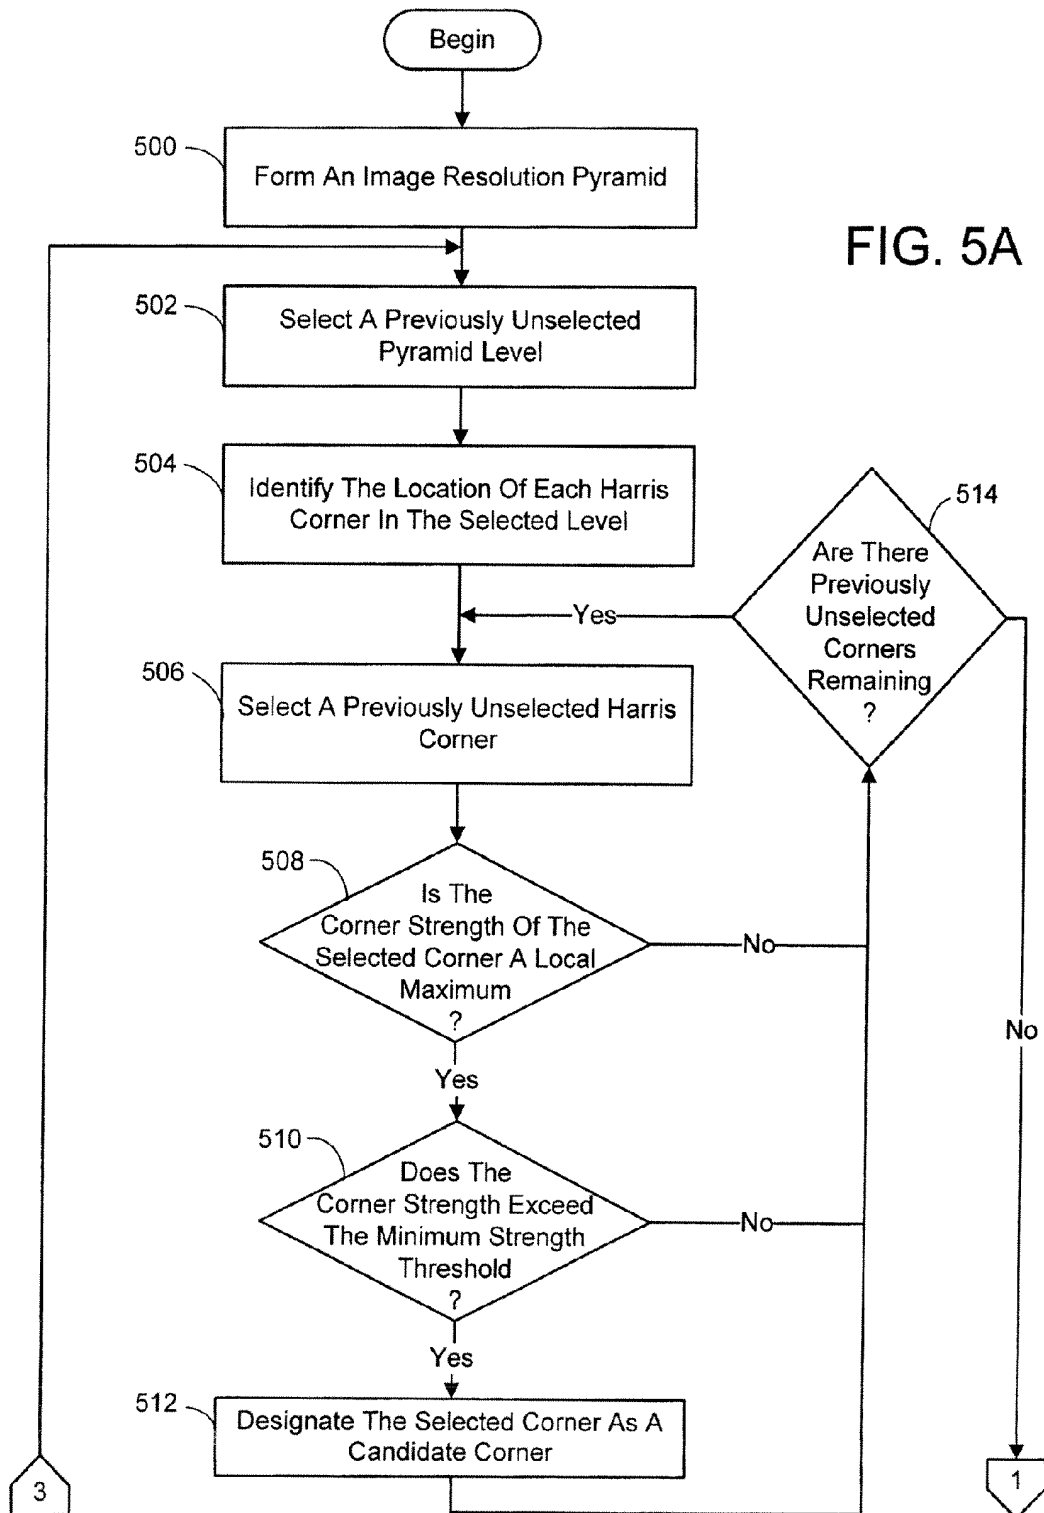 Begin
500
Form An Image Resolution Pyramid
FIG. 5A
502
Select A Previously Unselected
Pyramid Level
504
Identify The Location Of Each Harris
Corner In The Selected Level
514
Are There
Previously
Unselected
Corners
Remaining
?
Yes
506
Select A Previously Unselected Harris
Corner
508
Is The
Corner Strength Of The
Selected Corner A Local
Maximum
?
No
No
Yes
510
Does The
Corner Strength Exceed
The Minimum Strength
Threshold
?
No
Yes
512
Designate The Selected Corner As A
Candidate Corner
3
1